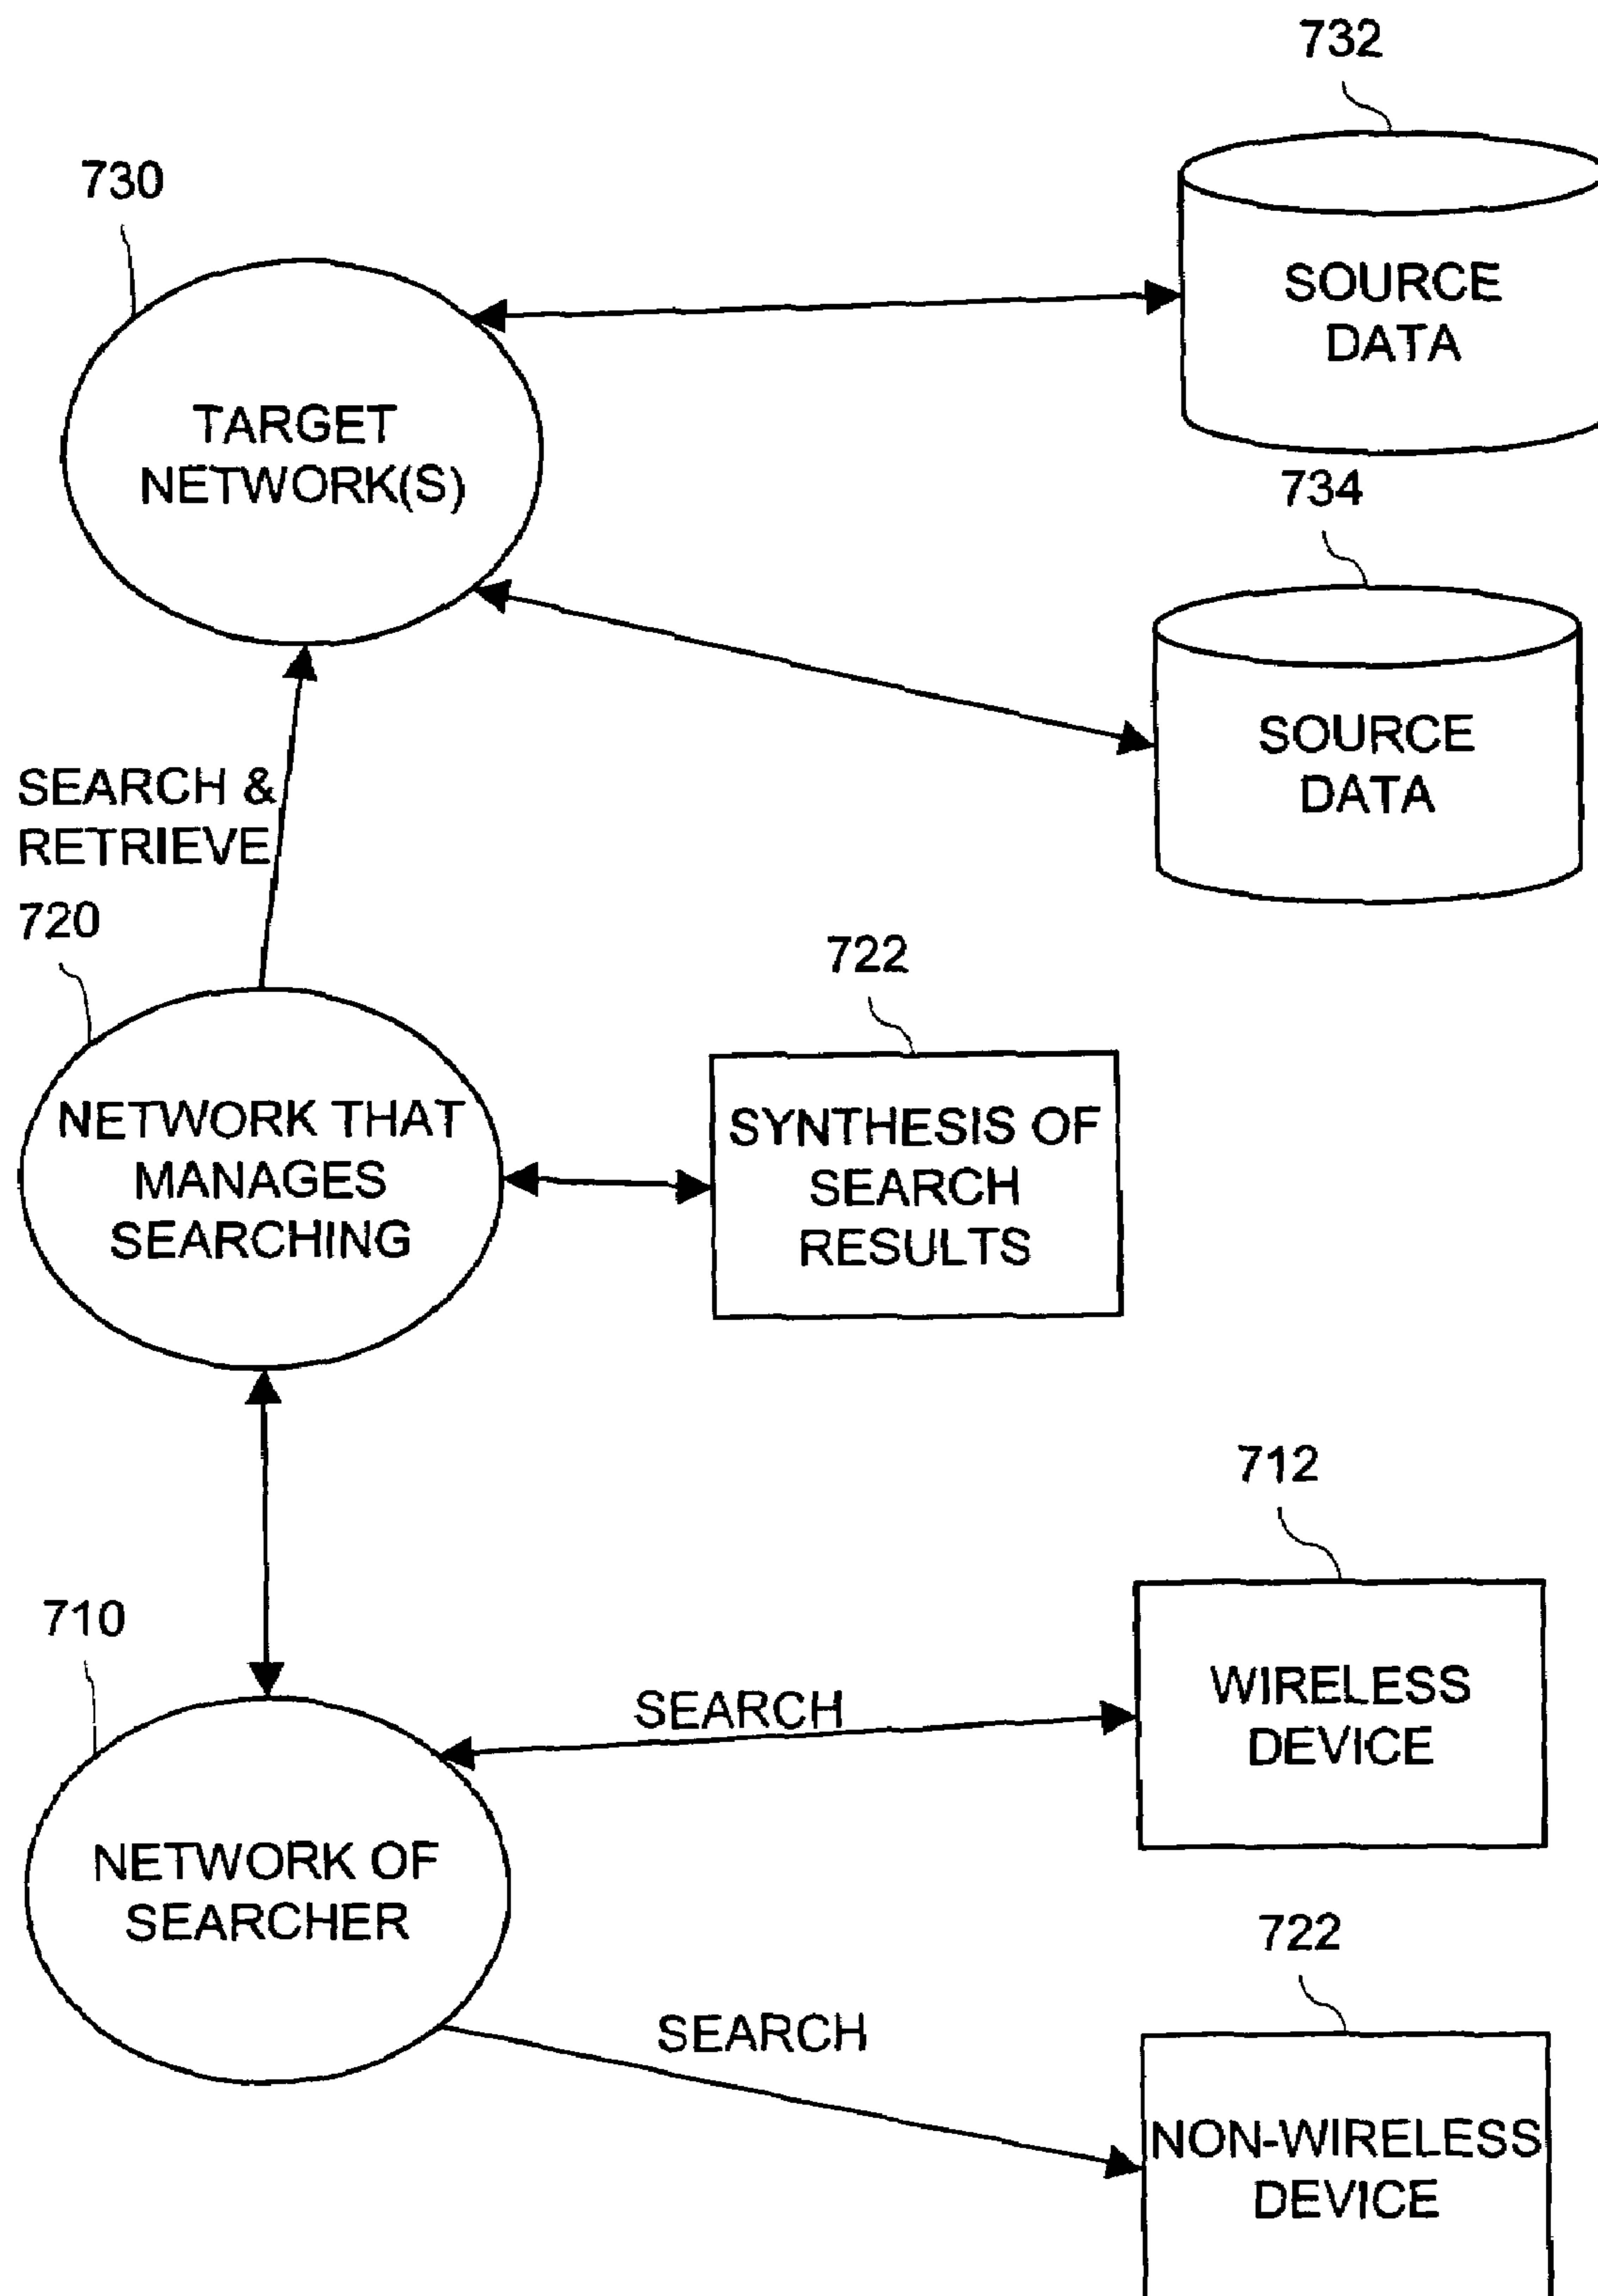 732
730
SOURCE
DATA
TARGET
NETWORK(S)
734
SOURCE
DATA
SEARCH &
RETRIEVE
720
722
NETWORK THAT
MANAGES
SEARCHING
SYNTHESIS OF
SEARCH
RESULTS
712
710
SEARCH
WIRELESS
DEVICE
NETWORK OF
SEARCHER
722
SEARCH
NON-WIRELESS
DEVICE